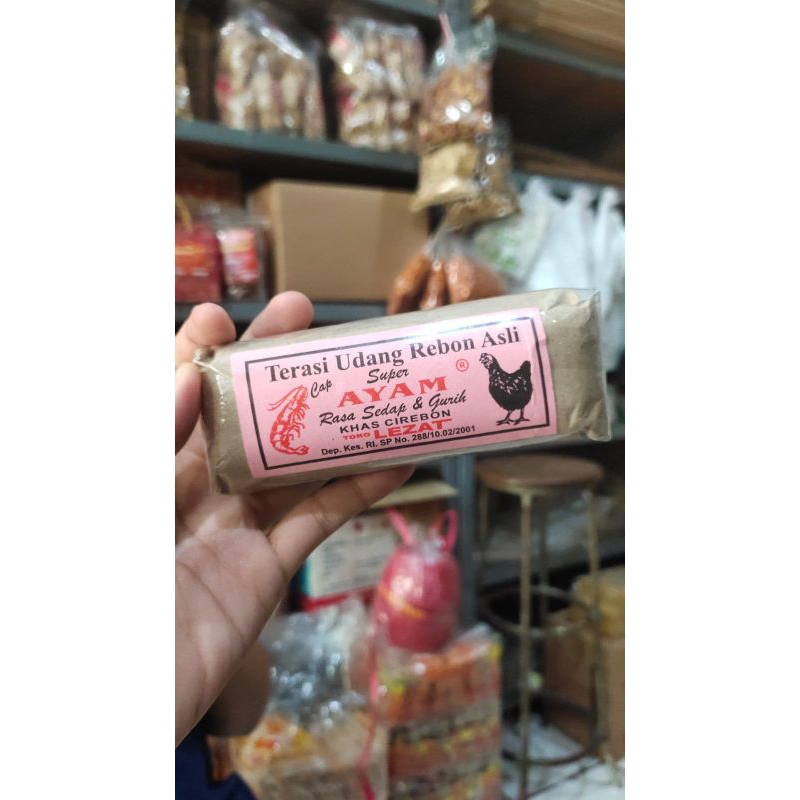 Terasi Udang Rebon Asli
Cap Super
AYAM ®
Rasa Sedap & Gurih
KHAS CIREBON
TOKO LEZAT
Dep. Kes. RI. SP No. 288/10.02/2001